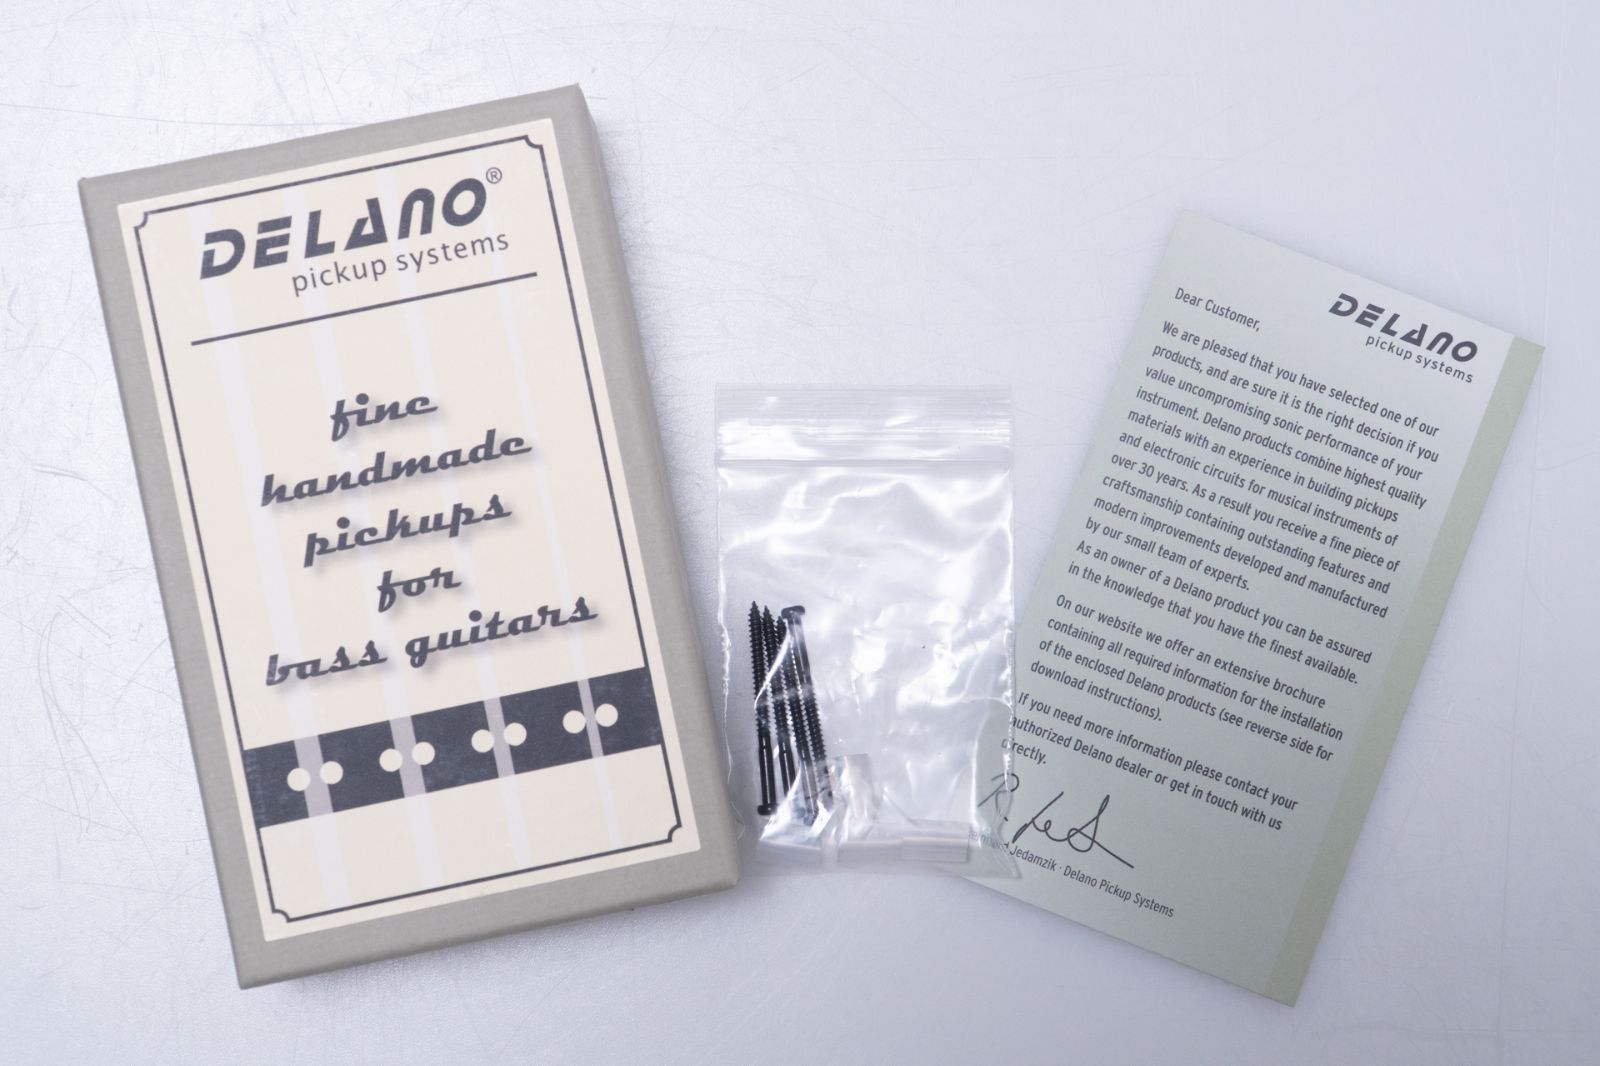 DELANO®
pickup systems
fine
handmade
pickups
for
bass guitars
DELANO
pickup systems
Dear Customer,
We are pleased that you have selected one of our
products, and are sure it is the right decision if you
value uncompromising sonic performance of your
instrument. Delano products combine highest quality
materials with an experience in building pickups
and electronic circuits for musical instruments of
over 30 years. As a result you receive a fine piece of
craftsmanship containing outstanding features and
modern improvements developed and manufactured
by our small team of experts.
As an owner of a Delano product you can be assured
in the knowledge that you have the finest available.
On our website we offer an extensive brochure
containing all required information for the installation
of the enclosed Delano products (see reverse side for
download instructions).
If you need more information please contact your
authorized Delano dealer or get in touch with us
directly.
Jedamzik · Delano Pickup Systems